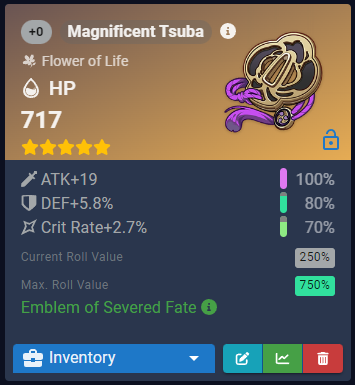 +0 Magnificent Tsuba
Flower of Life
HP
717
ATK+19 100%
DEF+5.8% 80%
Crit Rate+2.7% 70%
Current Roll Value 250%
Max. Roll Value 750%
Emblem of Severed Fate
Inventory